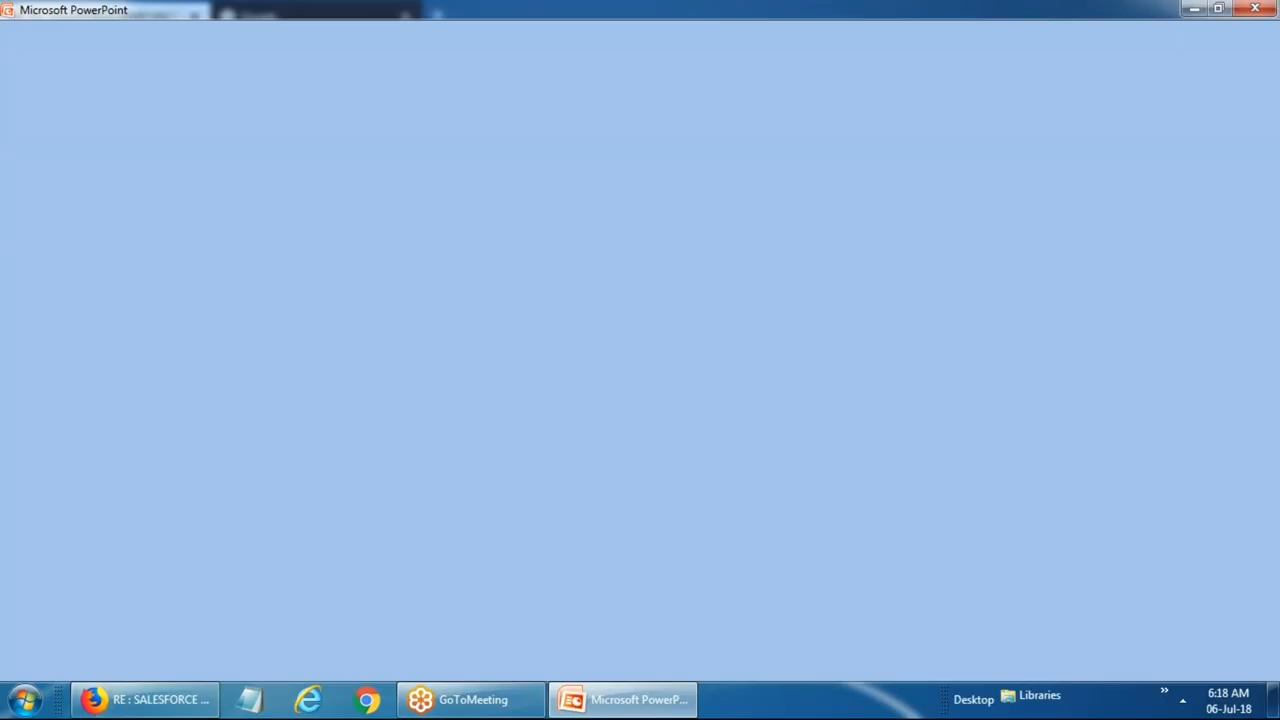 Microsoft PowerPoint
RE : SALESFORCE ...
GoToMeeting
Microsoft PowerP...
Desktop
Libraries
6:18 AM
06-Jul-18